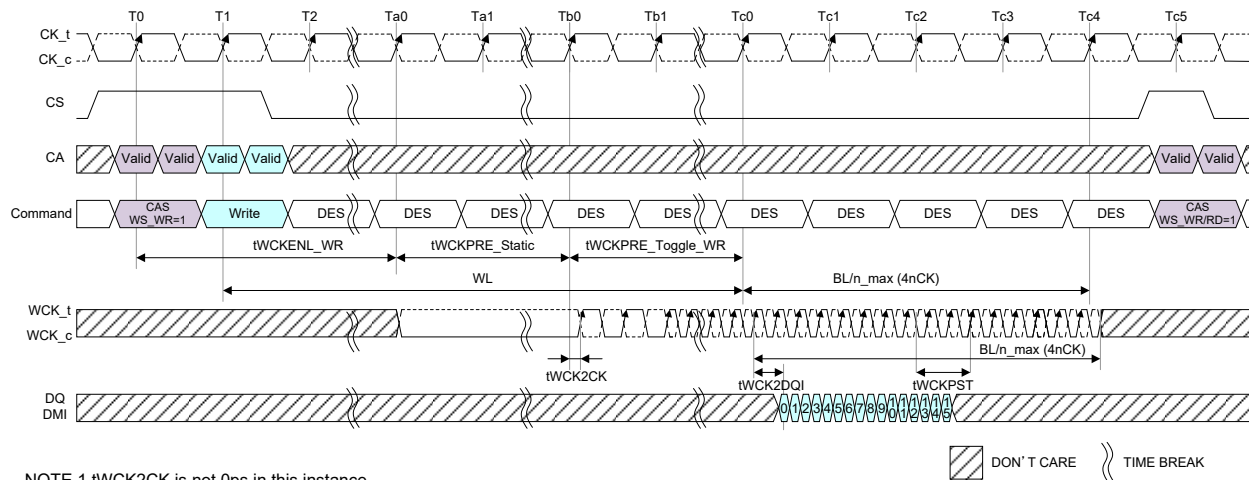 T0 T1 T2 Ta0 Ta1 Tb0 Tb1 Tc0 Tc1 Tc2 Tc3 Tc4 Tc5
CK_t
CK_c
CS
CA Valid Valid Valid Valid Valid Valid
Command CAS WS_WR=1 Write DES DES DES DES DES DES DES DES DES DES CAS WS_WR/RD=1
tWCKENL_WR tWCKPRE_Static tWCKPRE_Toggle_WR
WL BL/n_max (4nCK)
WCK_t
WCK_c
BL/n_max (4nCK)
tWCK2CK tWCK2DQI tWCKPST
DQ
DMI
0 1 2 3 4 5 6 7 8 9 10 11 12 13 14 15
DON'T CARE TIME BREAK
NOTE 1 tWCK2CK is not 0ps in this instance